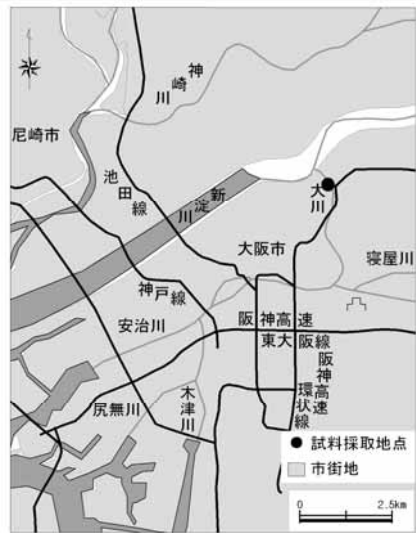 神崎川
尼崎市
池田線
新淀川
大川
大阪市
寝屋川
神戸線
阪神高速
東大阪線
安治川
阪神高速
環状線
木津川
尻無川
試料採取地点
市街地
0 2.5km